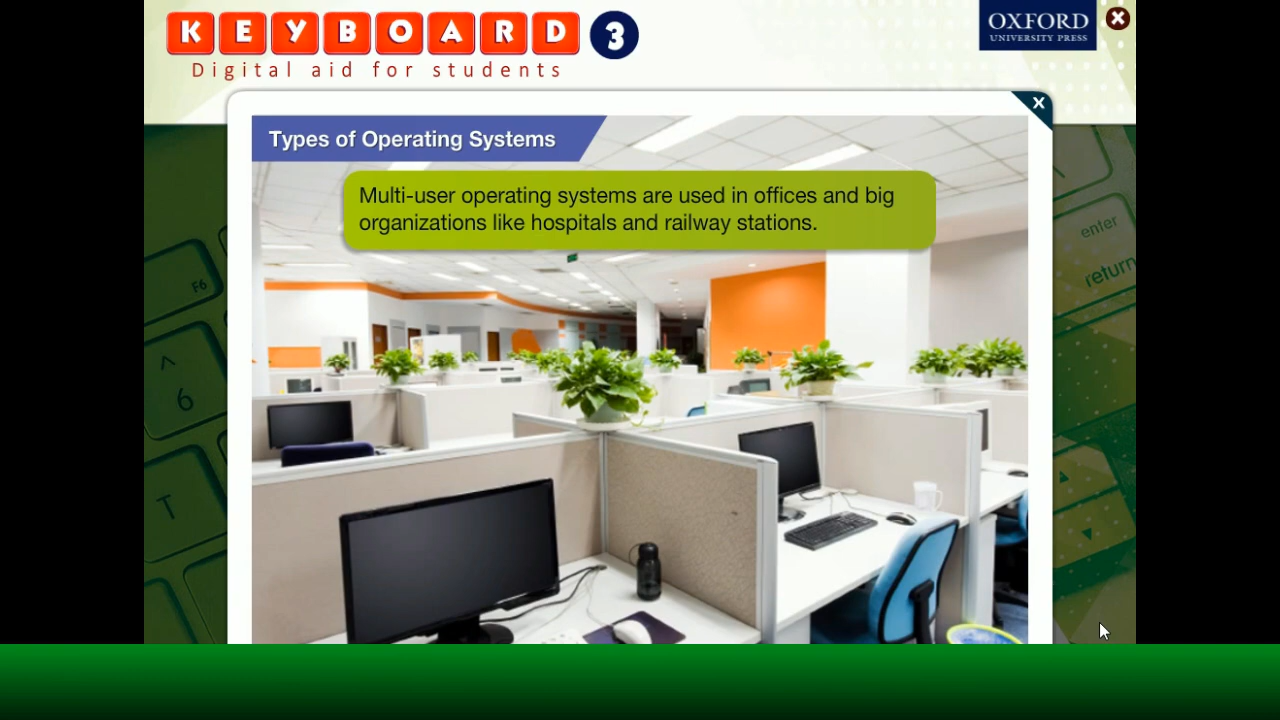 KEYBOARD 3
Digital aid for students
OXFORD
UNIVERSITY PRESS
X
Types of Operating Systems
Multi-user operating systems are used in offices and big
organizations like hospitals and railway stations.
F6
^
6
T
enter
return